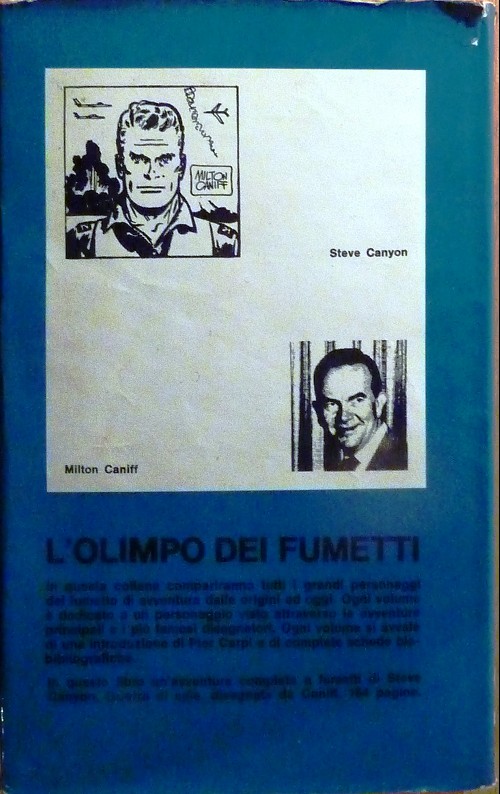 MILTON
CANIFF
Steve Canyon
Milton Caniff
L'OLIMPO DEI FUMETTI
In questa collana compariranno tutti i grandi personaggi
del fumetto di avventura dalle origini ad oggi. Ogni volume
è dedicato a un personaggio visto attraverso le avventure
principali e i più famosi disegnatori. Ogni volume si avvale
di una introduzione di Pier Carpi e di complete schede bio-
bibliografiche.
In questo libro un'avventura completa a fumetti di Steve
Canyon, disegnato da Caniff. pagine.